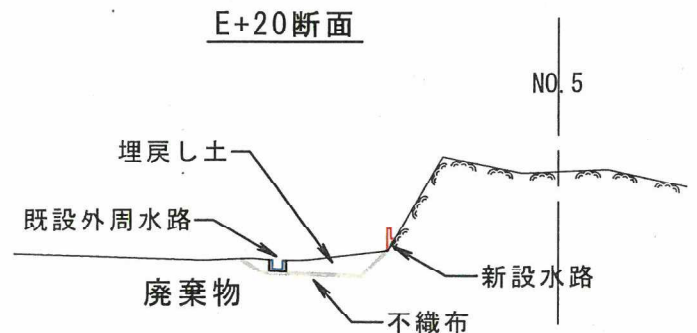 E+20断面
NO.5
埋戻し土
既設外周水路
新設水路
廃棄物
不織布